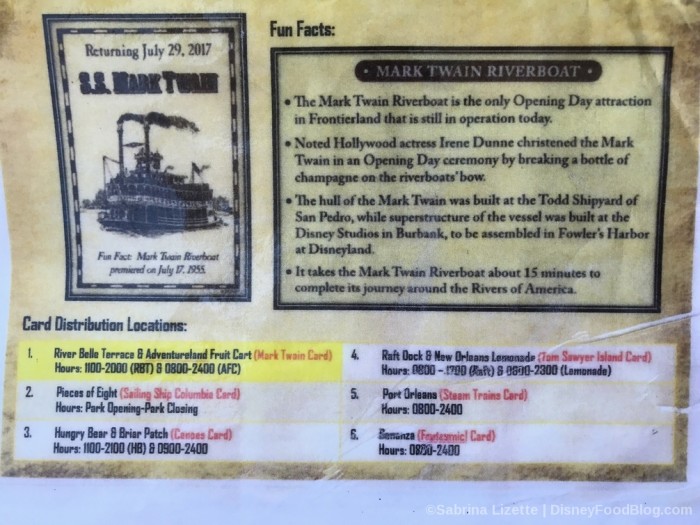 Returning July 29, 2017
S.S. MARK TWAIN
Fun Fact: Mark Twain Riverboat
premiered on July 17, 1955.
Fun Facts:
• MARK TWAIN RIVERBOAT •
• The Mark Twain Riverboat is the only Opening Day attraction
in Frontierland that is still in operation today.
• Noted Hollywood actress Irene Dunne christened the Mark
Twain in an Opening Day ceremony by breaking a bottle of
champagne on the riverboats' bow.
• The hull of the Mark Twain was built at the Todd Shipyard of
San Pedro, while superstructure of the vessel was built at the
Disney Studios in Burbank, to be assembled in Fowler's Harbor
at Disneyland.
• It takes the Mark Twain Riverboat about 15 minutes to
complete its journey around the Rivers of America.
Card Distribution Locations:
1. River Belle Terrace & Adventureland Fruit Cart (Mark Twain Card)
Hours: 1100-2000 (RBT) & 0800-2400 (AFC)
2. Pieces of Eight (Sailing Ship Columbia Card)
Hours: Park Opening-Park Closing
3. Hungry Bear & Briar Patch (Canoes Card)
Hours: 1100-2100 (HB) & 0900-2400
4. Raft Dock & New Orleans Lemonade (Tom Sawyer Island Card)
Hours: 0800 - (Raft) & -2300 (Lemonade)
5. Port Orleans (Steam Trains Card)
Hours: 0800-2400
6. Bonanza (Fantasmic! Card)
Hours: 0800-2400
©Sabrina Lizette | DisneyFoodBlog.com